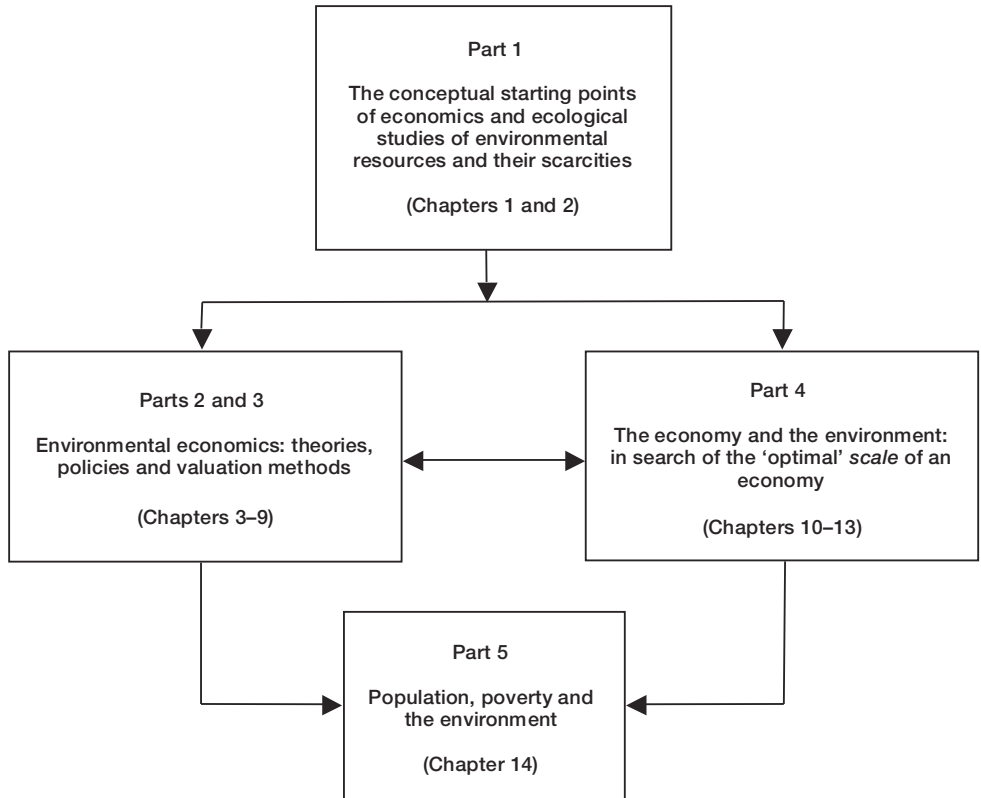 Part 1
The conceptual starting points
of economics and ecological
studies of environmental
resources and their scarcities
(Chapters 1 and 2)
Parts 2 and 3
Environmental economics: theories,
policies and valuation methods
(Chapters 3–9)
Part 4
The economy and the environment:
in search of the ‘optimal’ scale of an
economy
(Chapters 10–13)
Part 5
Population, poverty and
the environment
(Chapter 14)